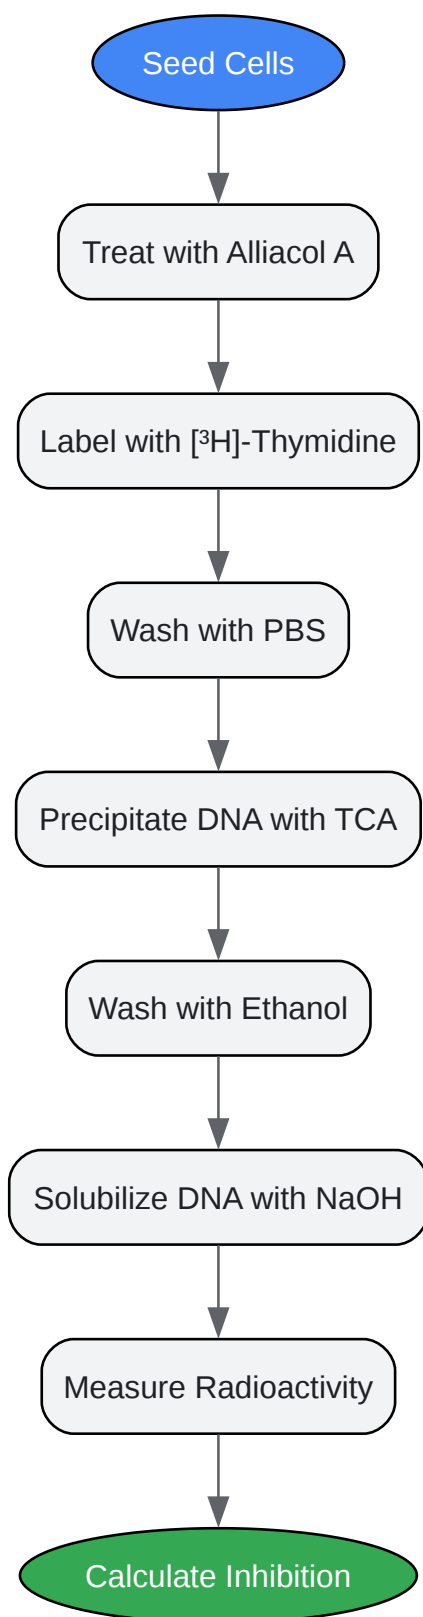 Seed Cells
Treat with Alliacol A
Label with [³H]-Thymidine
Wash with PBS
Precipitate DNA with TCA
Wash with Ethanol
Solubilize DNA with NaOH
Measure Radioactivity
Calculate Inhibition